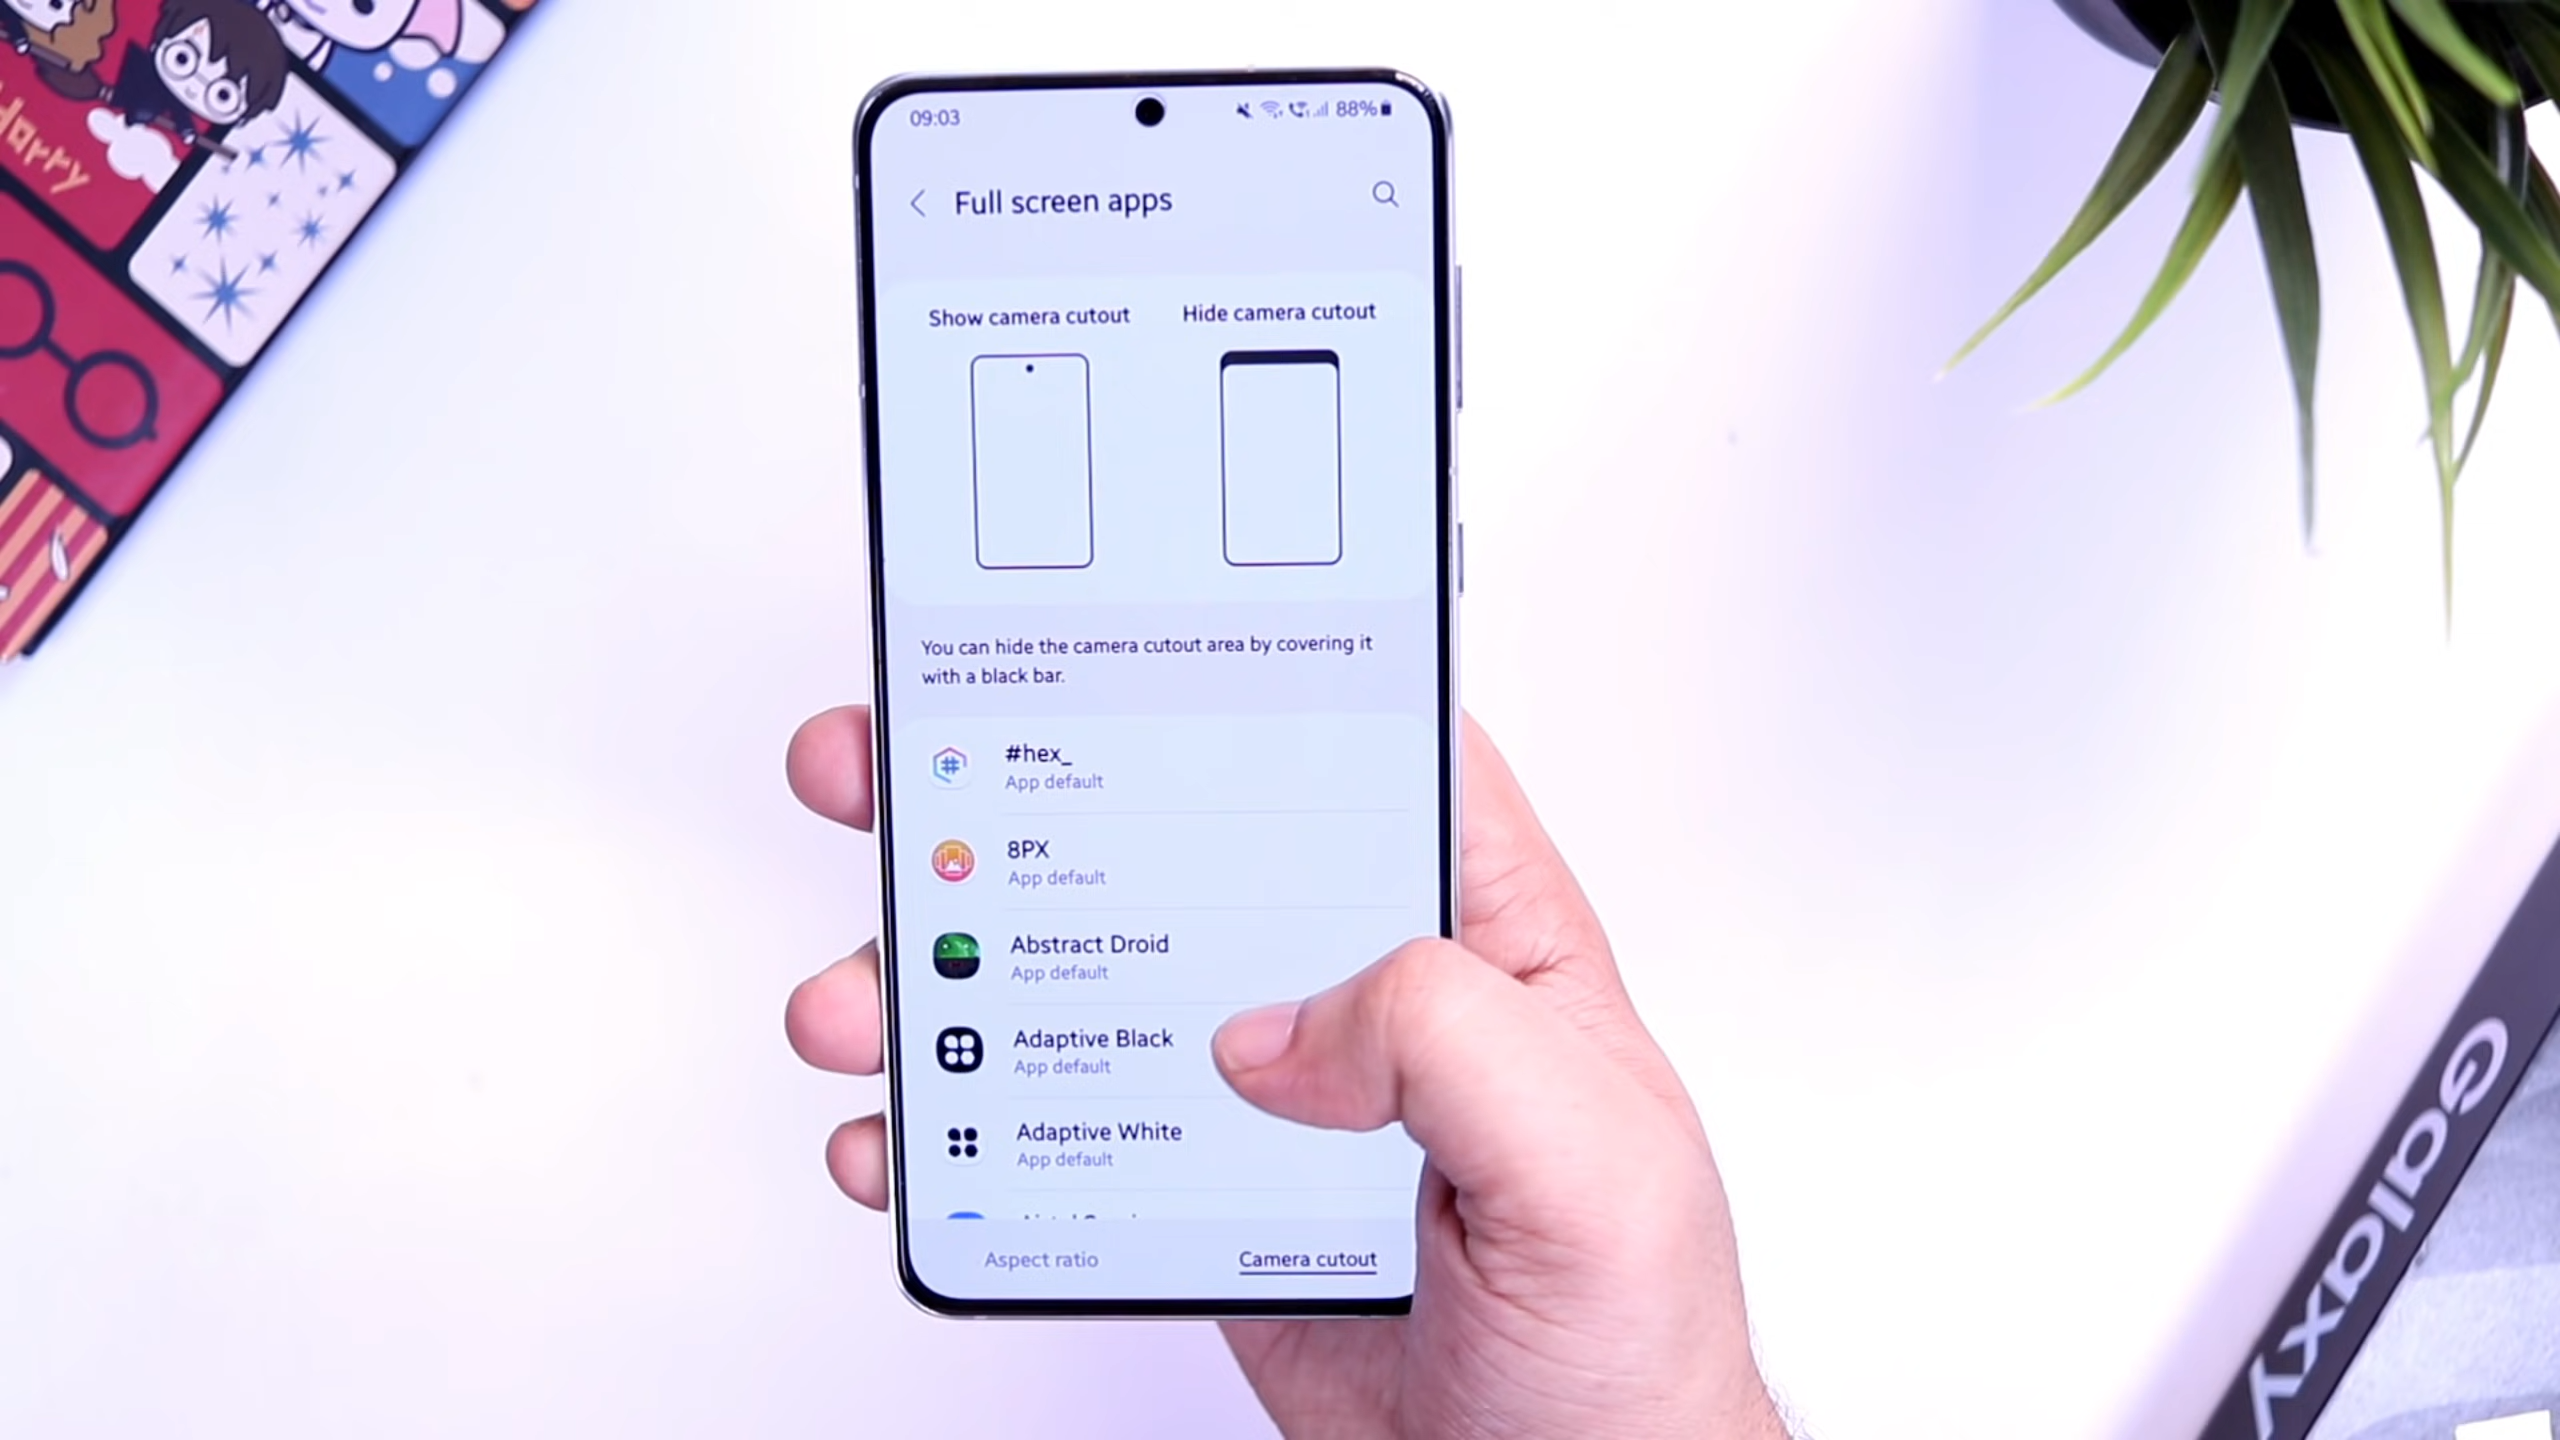 Harry
09:03
88%
Full screen apps
Show camera cutout
Hide camera cutout
You can hide the camera cutout area by covering it
with a black bar.
#hex_
App default
8PX
App default
Abstract Droid
App default
Adaptive Black
App default
Adaptive White
App default
Aspect ratio
Camera cutout
Galaxy